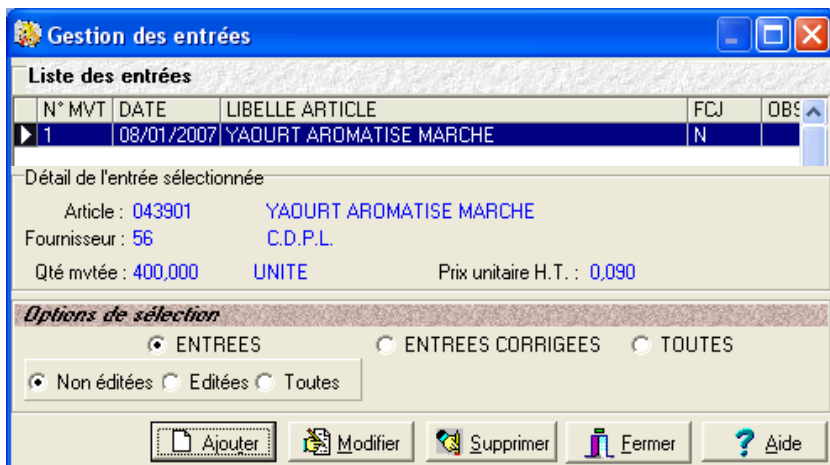 Gestion des entrées
Liste des entrées
N° MVT DATE LIBELLE ARTICLE FCJ OBS
1 08/01/2007 YAOURT AROMATISE MARCHE N
Détail de l'entrée sélectionnée
Article : 043901 YAOURT AROMATISE MARCHE
Fournisseur : 56 C.D.P.L.
Qté mvtée : 400,000 UNITE Prix unitaire H.T. : 0,090
Options de sélection
ENTREES ENTREES CORRIGEES TOUTES
Non éditées Editées Toutes
Ajouter Modifier Supprimer Fermer Aide